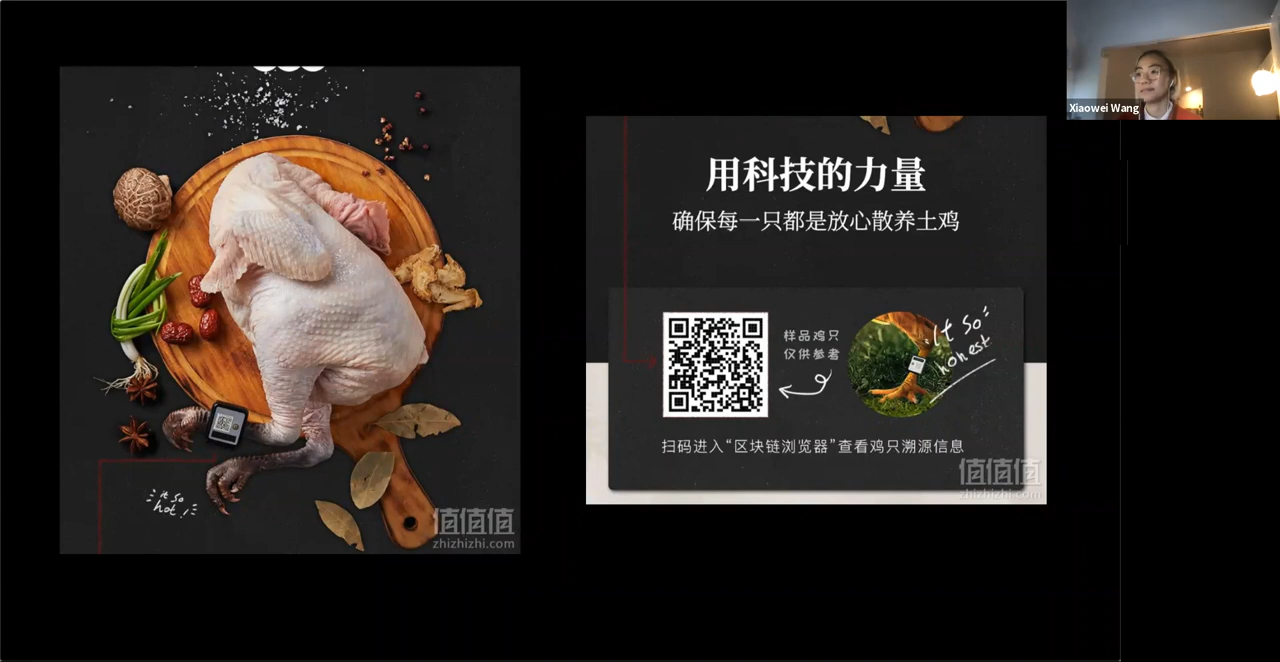 Xiaowei Wang
it so
hot!
值值值
zhizhizhi.com
用科技的力量
确保每一只都是放心散养土鸡
样品鸡只
仅供参考
it so
honest
扫码进入“区块链浏览器”查看鸡只溯源信息
值值值
zhizhizhi.com